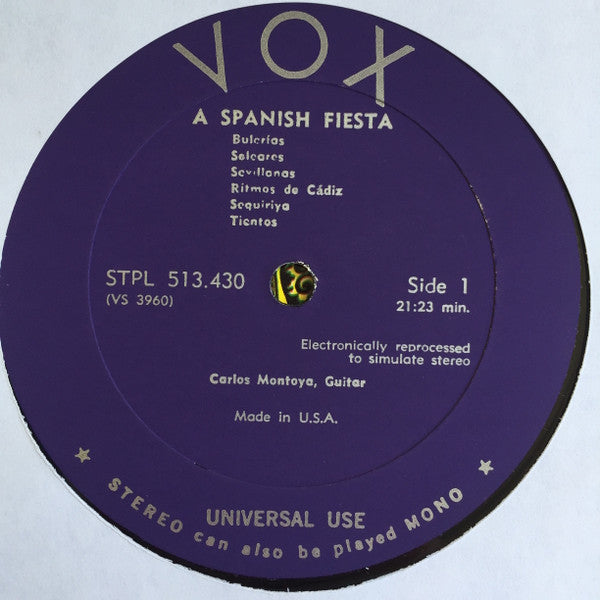 VOX
A SPANISH FIESTA
Bulerías
Soleares
Sevillanas
Ritmos de Cádiz
Sequiriya
Tientos
STPL 513.430
(VS 3960)
Side 1
21:23 min.
Electronically reprocessed
to simulate stereo
Carlos Montoya, Guitar
Made in U.S.A.
UNIVERSAL USE
★ STEREO can also be played MONO ★